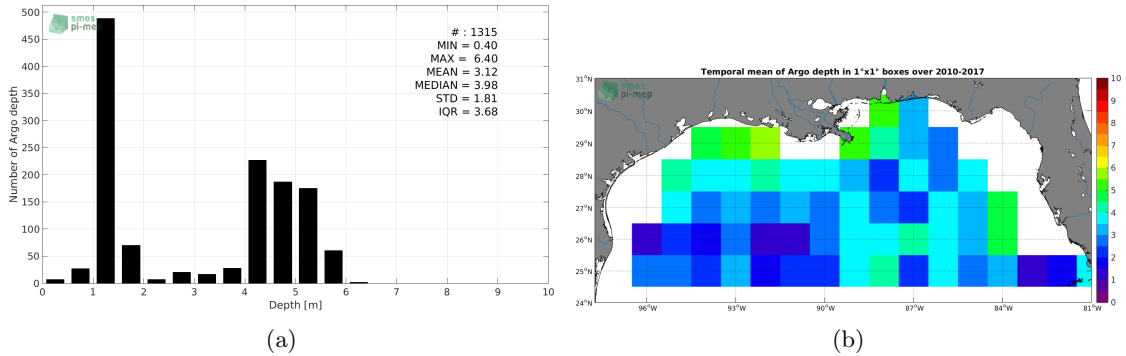 smos
pi-mep
# : 1315
MIN = 0.40
MAX = 6.40
MEAN = 3.12
MEDIAN = 3.98
STD = 1.81
IQR = 3.68
Number of Argo depth
500
450
400
350
300
250
200
150
100
50
0
0 1 2 3 4 5 6 7 8 9 10
Depth [m]
(a)
Temporal mean of Argo depth in 1°x1° boxes over 2010-2017
smos
pi-mep
31°N
30°N
29°N
28°N
27°N
26°N
25°N
24°N
96°W 93°W 90°W 87°W 84°W 81°W
10
9
8
7
6
5
4
3
2
1
0
(b)